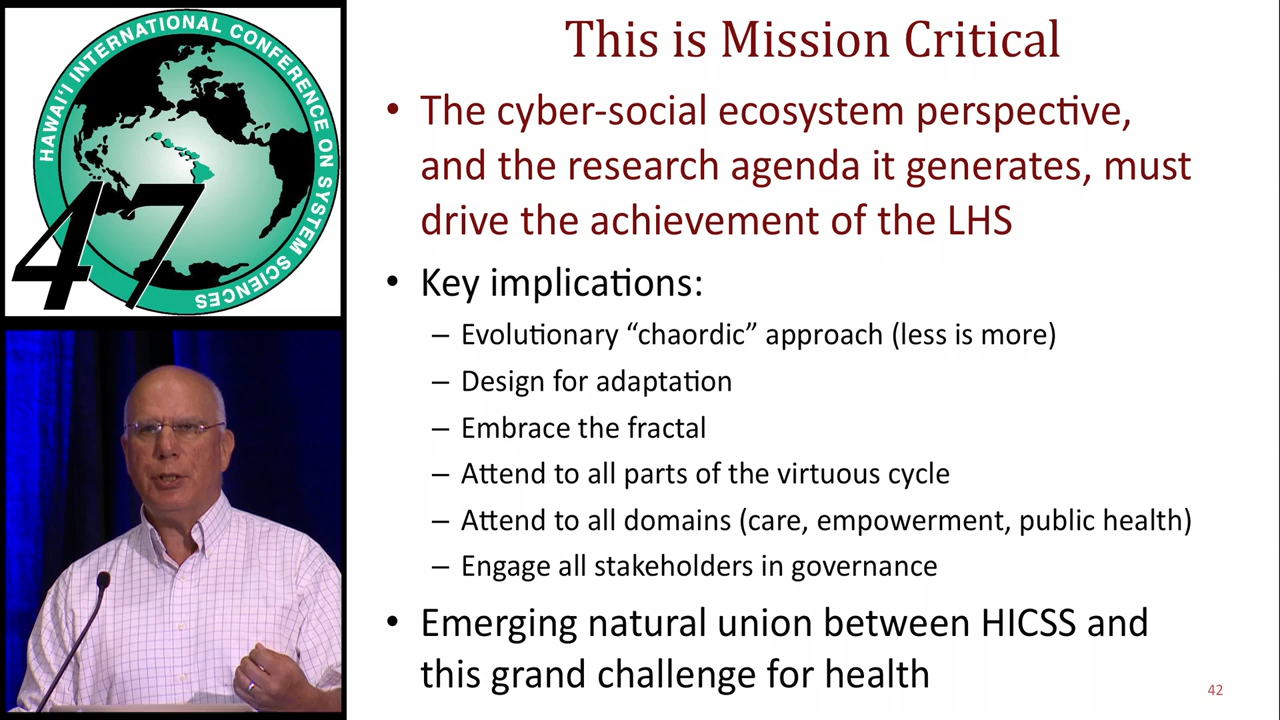 HAWAI'I INTERNATIONAL CONFERENCE ON SYSTEM SCIENCES
47
This is Mission Critical
• The cyber-social ecosystem perspective,
and the research agenda it generates, must
drive the achievement of the LHS
• Key implications:
– Evolutionary “chaordic” approach (less is more)
– Design for adaptation
– Embrace the fractal
– Attend to all parts of the virtuous cycle
– Attend to all domains (care, empowerment, public health)
– Engage all stakeholders in governance
• Emerging natural union between HICSS and
this grand challenge for health
42